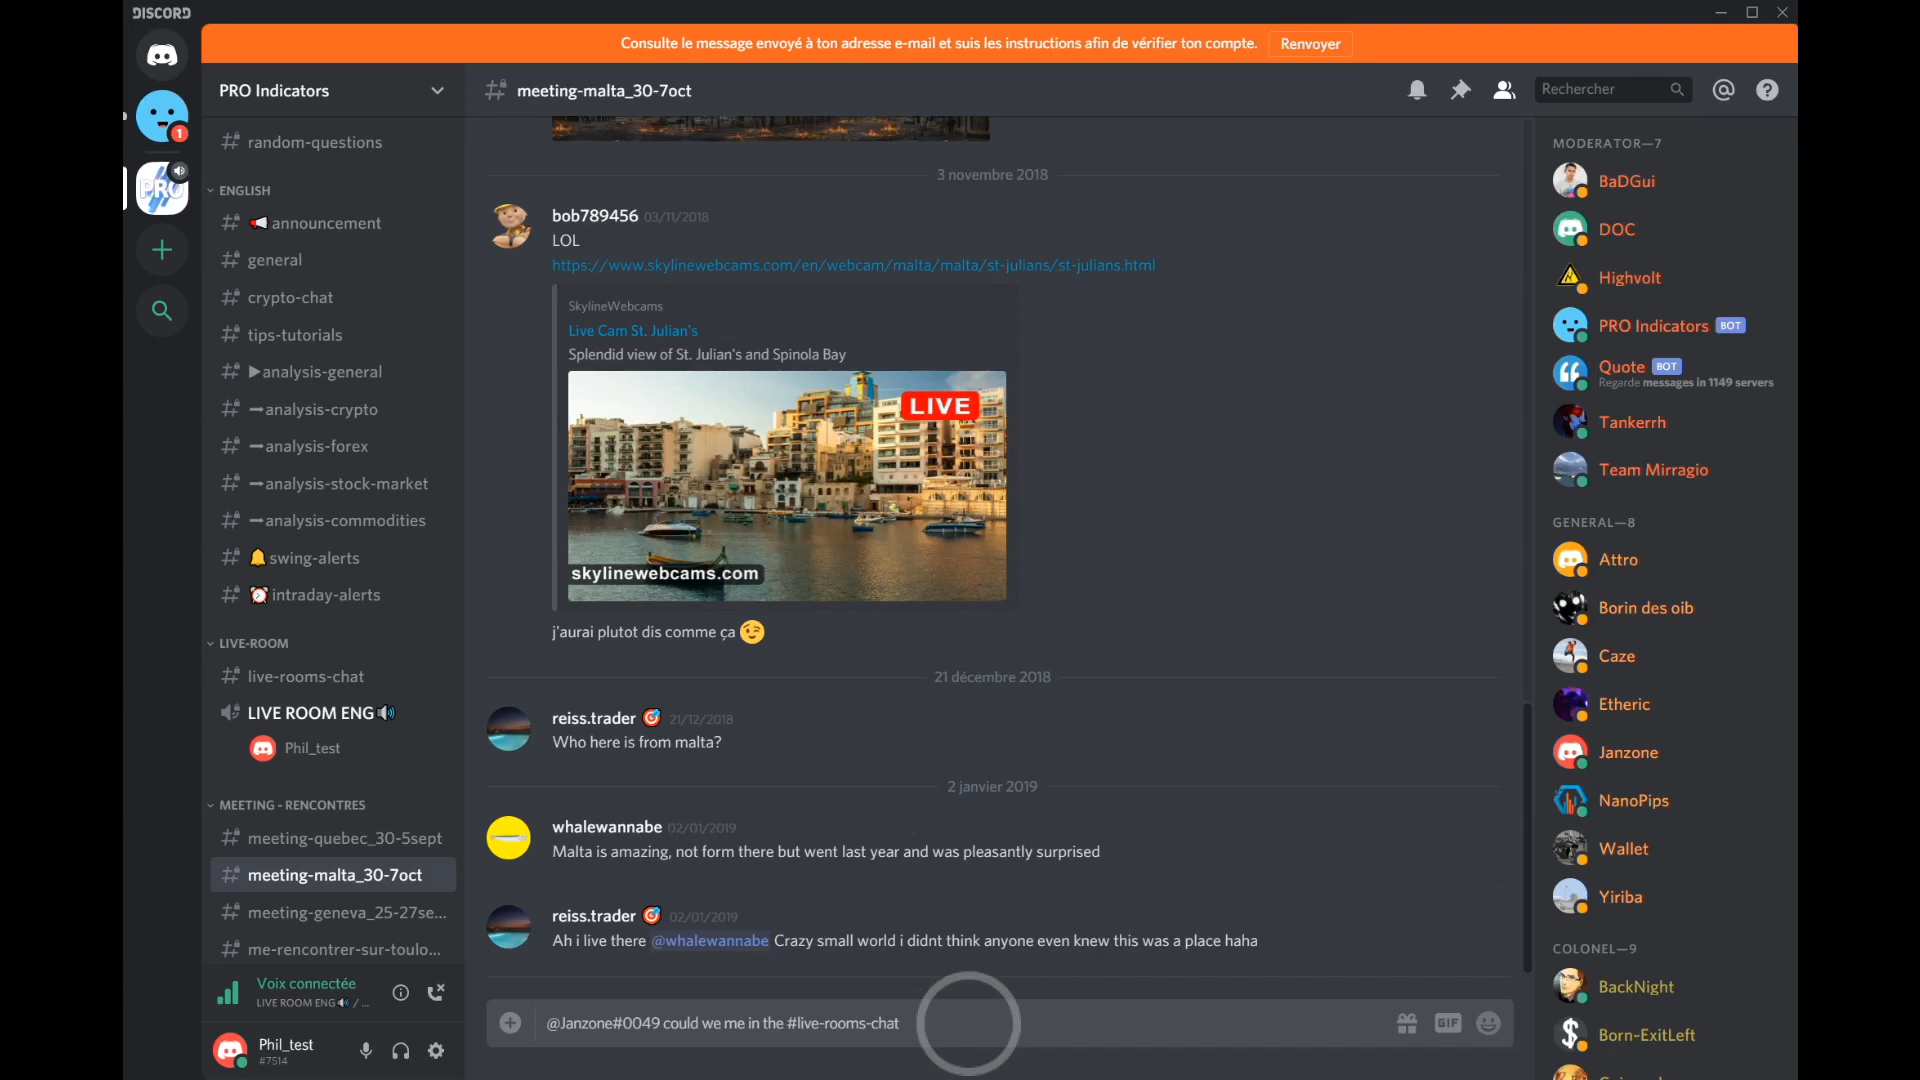 DISCORD
Consulte le message envoyé à ton adresse e-mail et suis les instructions afin de vérifier ton compte.
Renvoyer
1
PRO
PRO Indicators
random-questions
ENGLISH
announcement
general
crypto-chat
tips-tutorials
analysis-general
analysis-crypto
analysis-forex
analysis-stock-market
analysis-commodities
swing-alerts
intraday-alerts
LIVE-ROOM
live-rooms-chat
LIVE ROOM ENG
Phil_test
MEETING - RENCONTRES
meeting-quebec_30-5sept
meeting-malta_30-7oct
meeting-geneva_25-27se...
me-rencontrer-sur-toulo...
Voix connectée
LIVE ROOM ENG / ...
Phil_test
#7514
meeting-malta_30-7oct
Rechercher
3 novembre 2018
bob789456 03/11/2018
LOL
https://www.skylinewebcams.com/en/webcam/malta/malta/st-julians/st-julians.html
SkylineWebcams
Live Cam St. Julian's
Splendid view of St. Julian's and Spinola Bay
LIVE
skylinewebcams.com
j'aurai plutot dis comme ça
21 décembre 2018
reiss.trader 21/12/2018
Who here is from malta?
2 janvier 2019
whalewannabe 02/01/2019
Malta is amazing, not form there but went last year and was pleasantly surprised
reiss.trader 02/01/2019
Ah i live there @whalewannabe Crazy small world i didnt think anyone even knew this was a place haha
@Janzone#0049 could we me in the #live-rooms-chat
GIF
MODERATOR—7
BaDGui
DOC
Highvolt
PRO Indicators BOT
Quote BOT
Regarde messages in 1149 servers
Tankerrh
Team Mirragio
GENERAL—8
Attro
Borin des oib
Caze
Etheric
Janzone
NanoPips
Wallet
Yiriba
COLONEL—9
BackNight
Born-ExitLeft